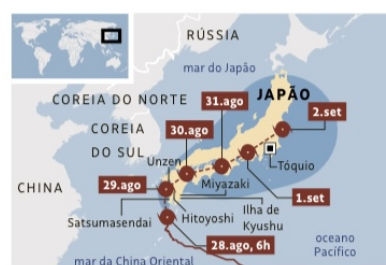 RÚSSIA
mar do Japão
COREIA DO NORTE
31.ago
JAPÃO
2.set
COREIA
DO SUL
30.ago
Unzen
Tóquio
CHINA
29.ago
Miyazaki
1.set
Satsumasendai
Hitoyoshi
Ilha de
Kyushu
28.ago, 6h
oceano
Pacífico
mar da China Oriental